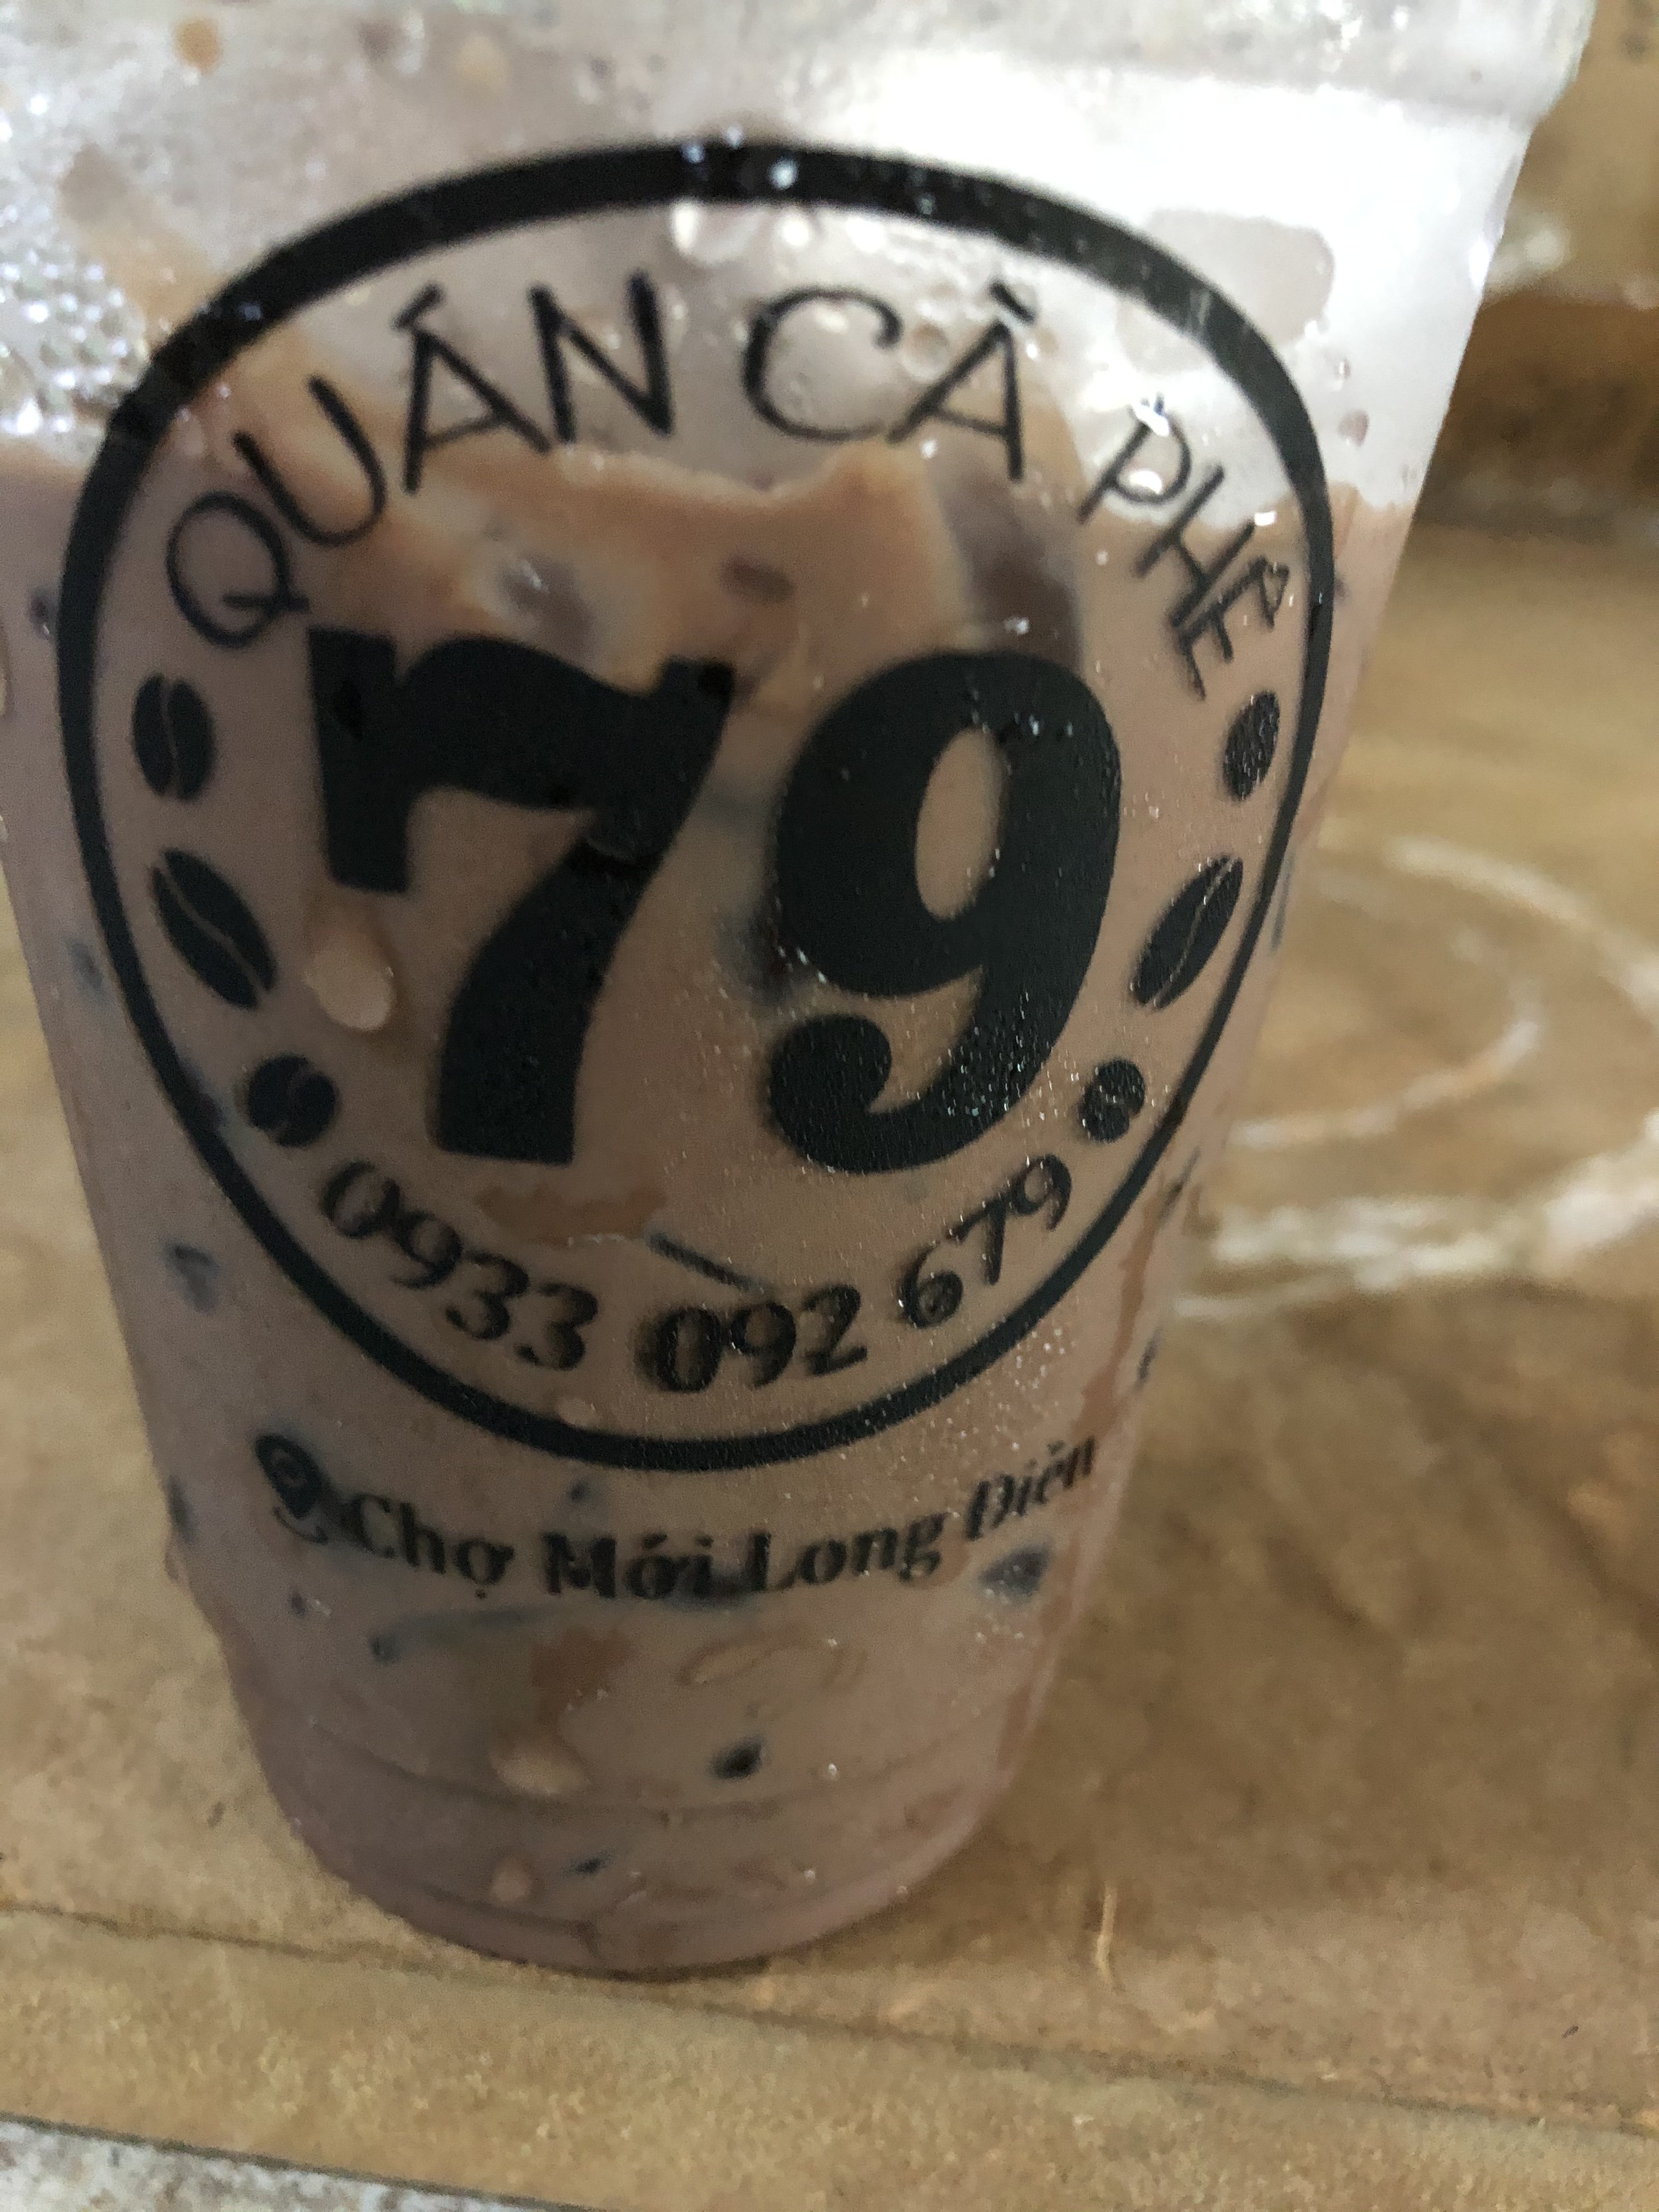 QUÁN CÀ PHÊ
79
0933 092 679
Chợ Mới Long Điền